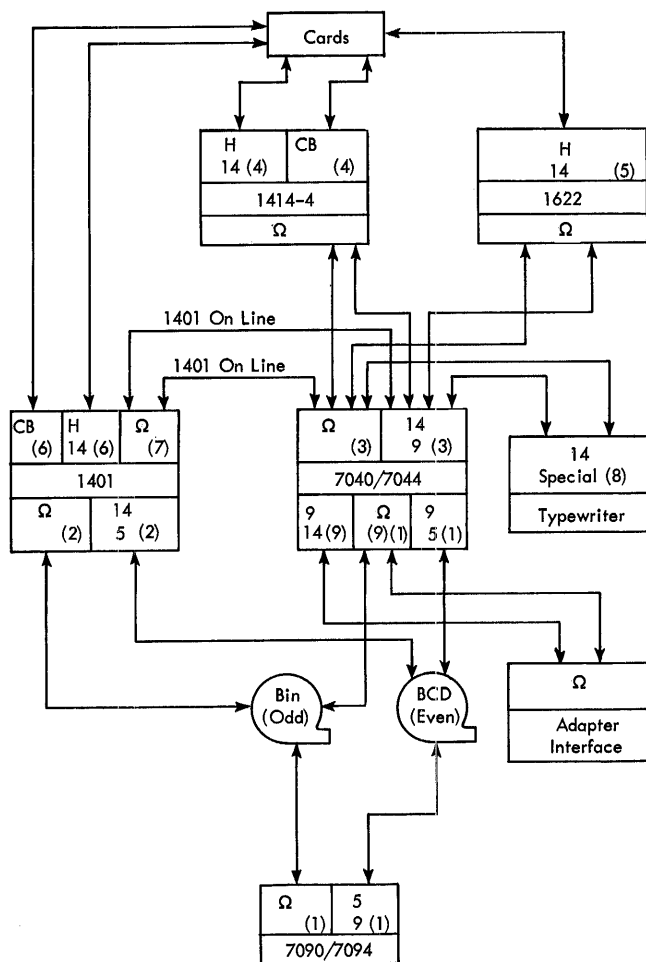 Cards
H
14 (4)
CB
(4)
1414-4
Ω
H
14 (5)
1622
Ω
1401 On Line
1401 On Line
CB
(6)
H
14 (6)
Ω
(7)
1401
Ω
(2)
14
5 (2)
Ω
(3)
14
9 (3)
7040/7044
9
14 (9)
Ω
(9)(1)
9
5 (1)
14
Special (8)
Typewriter
Bin
(Odd)
BCD
(Even)
Ω
Adapter
Interface
Ω
(1)
5
9 (1)
7090/7094